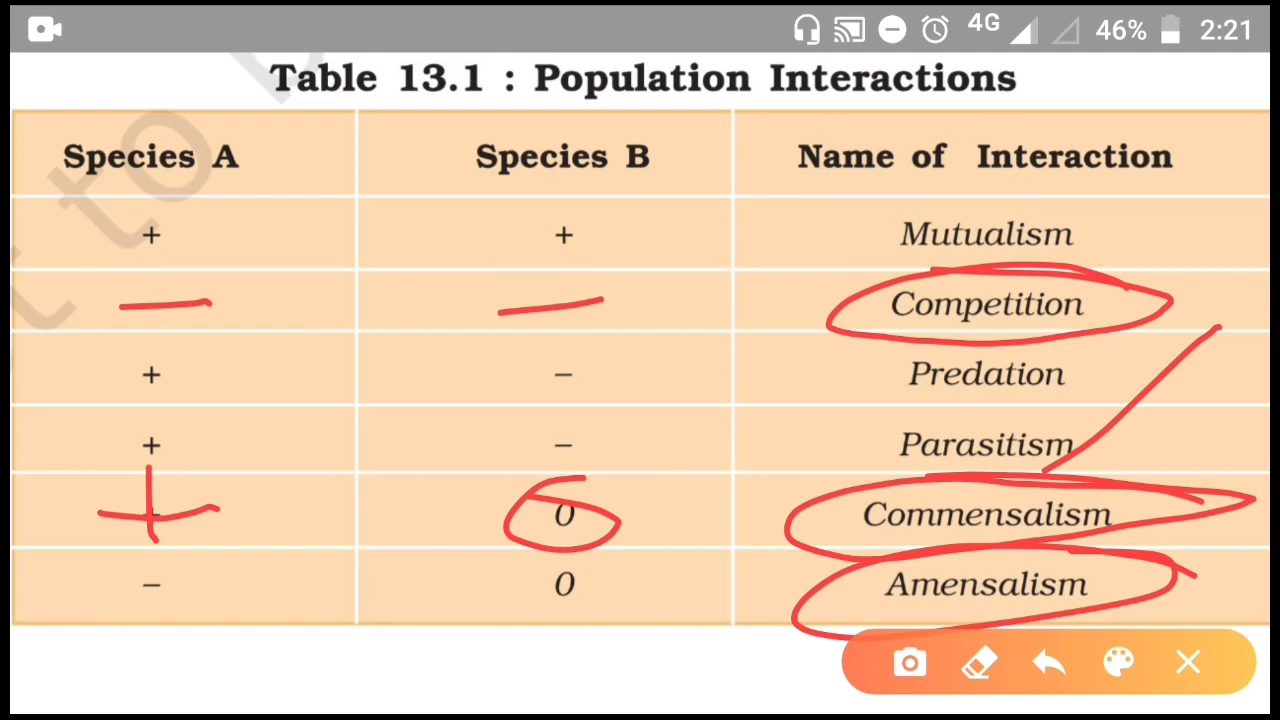 4G 46% 2:21
Table 13.1 : Population Interactions
Species A Species B Name of Interaction
+ + Mutualism
– – Competition
+ – Predation
+ – Parasitism
+ 0 Commensalism
– 0 Amensalism